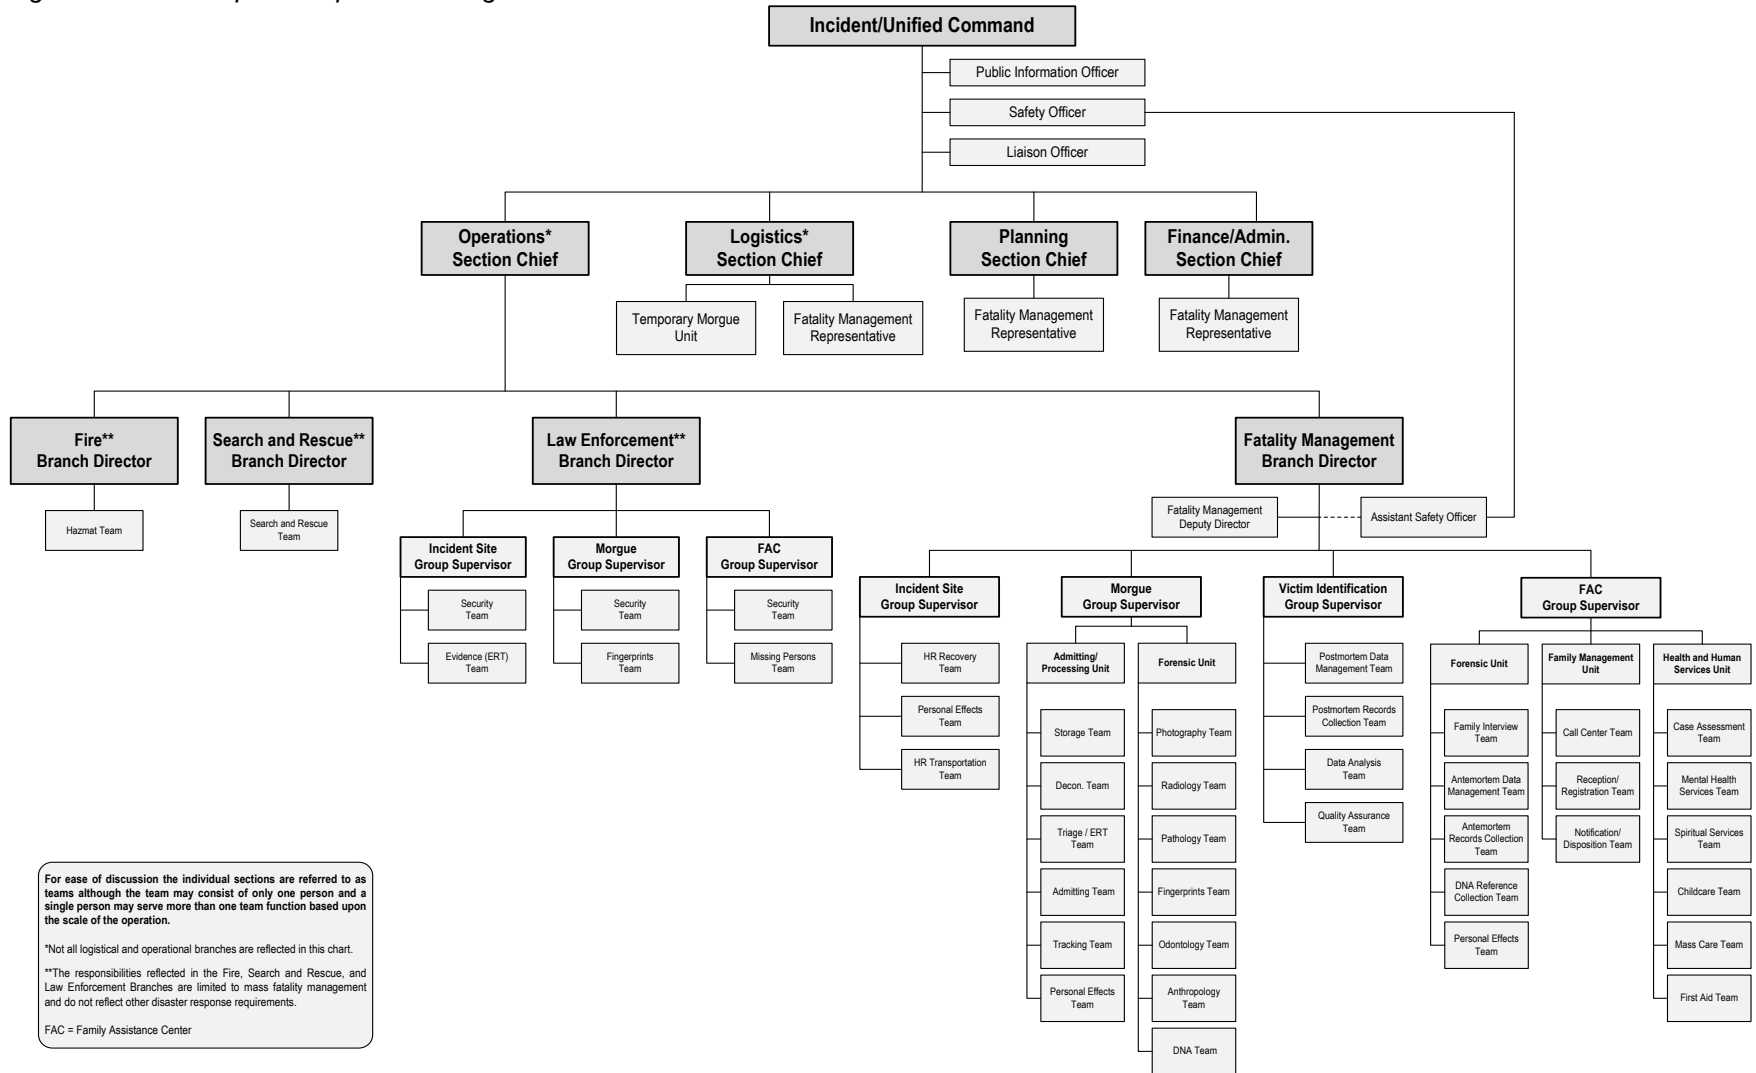 Incident/Unified Command
Public Information Officer
Safety Officer
Liaison Officer
Operations*
Section Chief
Logistics*
Section Chief
Planning
Section Chief
Finance/Admin.
Section Chief
Temporary Morgue
Unit
Fatality Management
Representative
Fatality Management
Representative
Fatality Management
Representative
Fire**
Branch Director
Search and Rescue**
Branch Director
Law Enforcement**
Branch Director
Fatality Management
Branch Director
Hazmat Team
Search and Rescue
Team
Fatality Management
Deputy Director
Assistant Safety Officer
Incident Site
Group Supervisor
Security
Team
Evidence (ERT)
Team
Morgue
Group Supervisor
Security
Team
Fingerprints
Team
FAC
Group Supervisor
Security
Team
Missing Persons
Team
Incident Site
Group Supervisor
HR Recovery
Team
Personal Effects
Team
HR Transportation
Team
Morgue
Group Supervisor
Admitting/
Processing Unit
Storage Team
Decon. Team
Triage / ERT
Team
Admitting Team
Tracking Team
Personal Effects
Team
Forensic Unit
Photography Team
Radiology Team
Pathology Team
Fingerprints Team
Odontology Team
Anthropology
Team
DNA Team
Victim Identification
Group Supervisor
Postmortem Data
Management Team
Postmortem Records
Collection Team
Data Analysis
Team
Quality Assurance
Team
FAC
Group Supervisor
Forensic Unit
Family Interview
Team
Antemortem Data
Management Team
Antemortem
Records Collection
Team
DNA Reference
Collection Team
Personal Effects
Team
Family Management
Unit
Call Center Team
Reception/
Registration Team
Notification/
Disposition Team
Health and Human
Services Unit
Case Assessment
Team
Mental Health
Services Team
Spiritual Services
Team
Childcare Team
Mass Care Team
First Aid Team
For ease of discussion the individual sections are referred to as
teams although the team may consist of only one person and a
single person may serve more than one team function based upon
the scale of the operation.
*Not all logistical and operational branches are reflected in this chart.
**The responsibilities reflected in the Fire, Search and Rescue, and
Law Enforcement Branches are limited to mass fatality management
and do not reflect other disaster response requirements.
FAC = Family Assistance Center